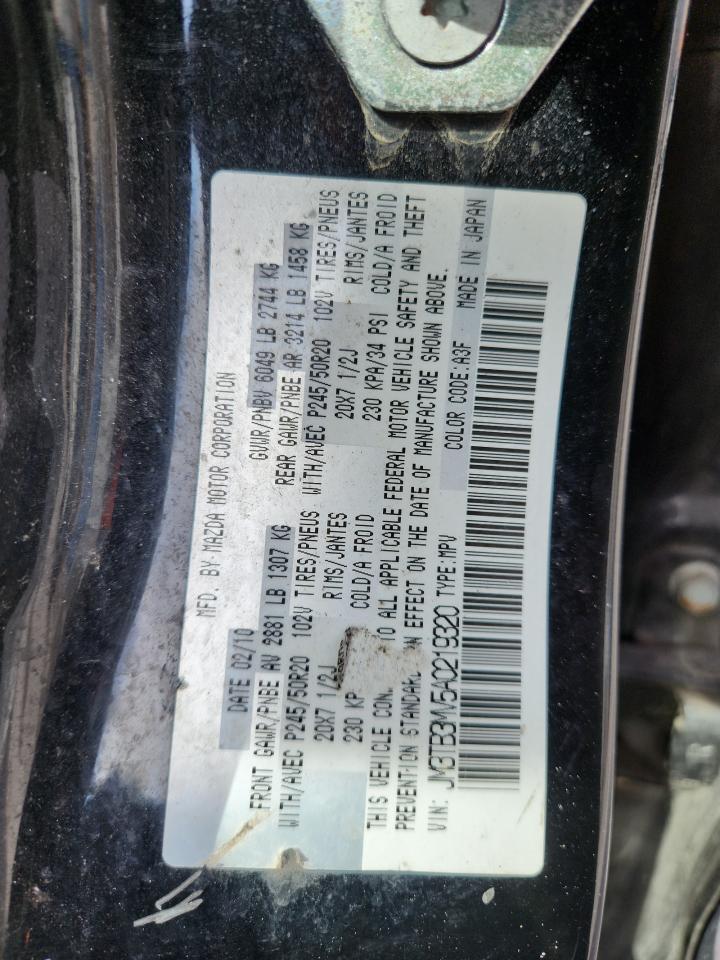 MFD. BY MAZDA MOTOR CORPORATION
DATE 02/10 GVWR/PNBV 6049 LB 2744 KG
FRONT GAWR/PNBE AV 2881 LB 1307 KG REAR GAWR/PNBE AR 3214 LB 1458 KG
WITH/AVEC P245/50R20 102V TIRES/PNEUS WITH/AVEC P245/50R20 102V TIRES/PNEUS
20X7 1/2J RIMS/JANTES 20X7 1/2J RIMS/JANTES
230 COLD/A FROID 230 KPA/34 PSI COLD/A FROID
THIS VEHICLE TO ALL APPLICABLE FEDERAL MOTOR VEHICLE SAFETY AND THEFT
PREVENTION IN EFFECT ON THE DATE OF MANUFACTURE SHOWN ABOVE.
VIN: JM3TB3MV5A0219320 TYPE:MPV COLOR CODE:A3F MADE IN JAPAN